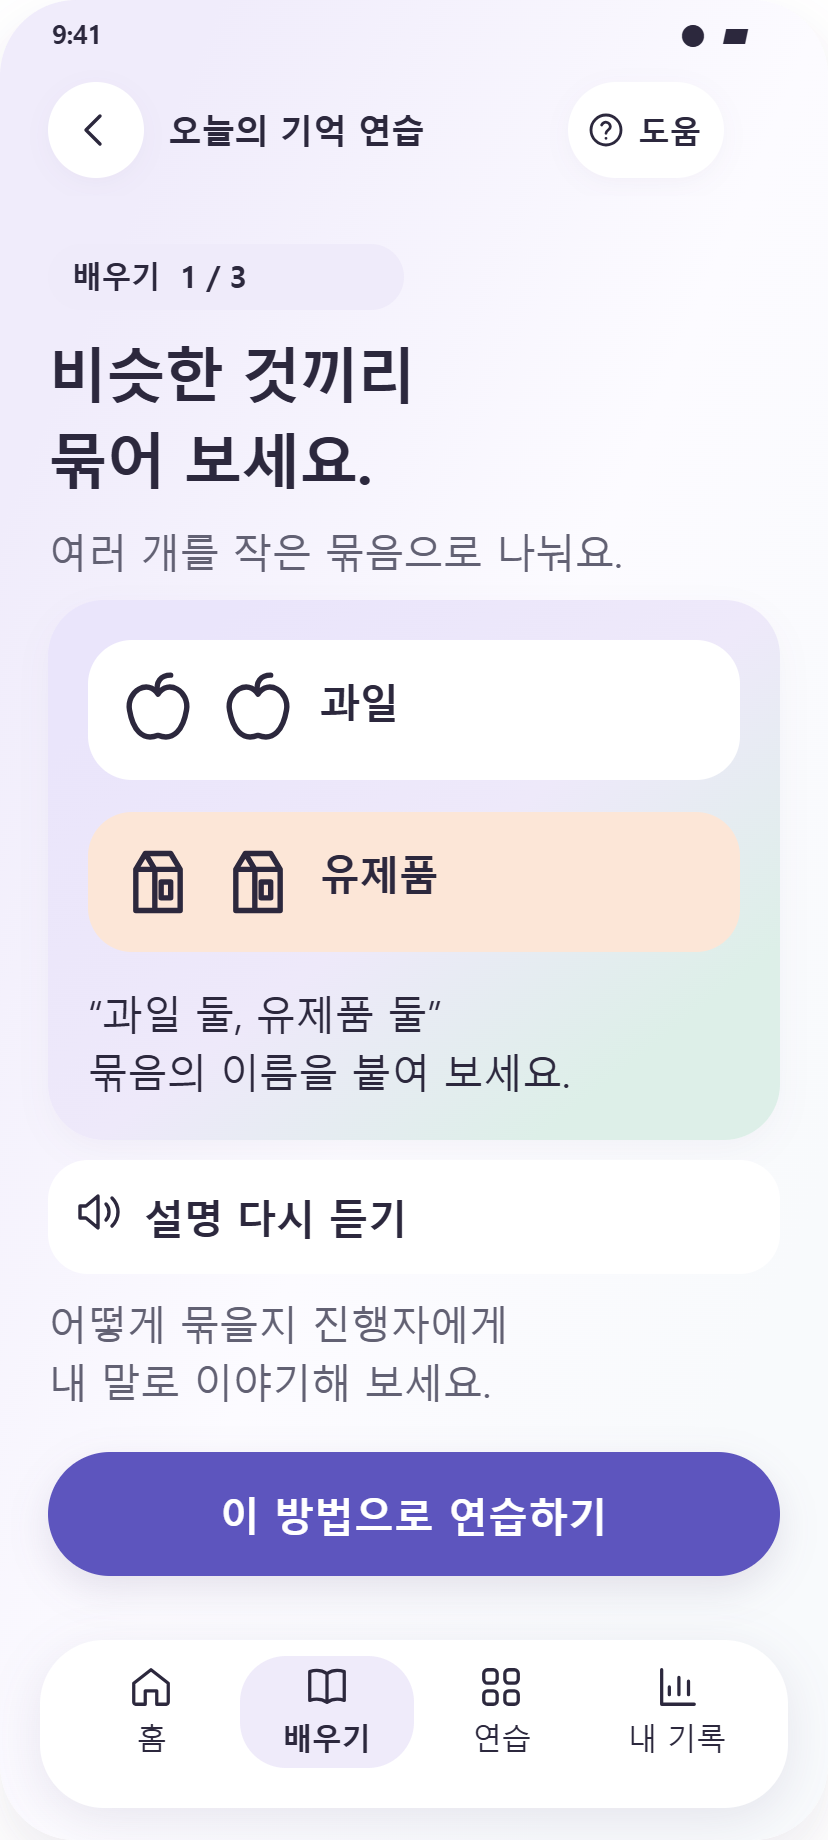 9:41
오늘의 기억 연습
도움
배우기 1 / 3
비슷한 것끼리
묶어 보세요.
여러 개를 작은 묶음으로 나눠요.
과일
유제품
“과일 둘, 유제품 둘”
묶음의 이름을 붙여 보세요.
설명 다시 듣기
어떻게 묶을지 진행자에게
내 말로 이야기해 보세요.
이 방법으로 연습하기
홈
배우기
연습
내 기록